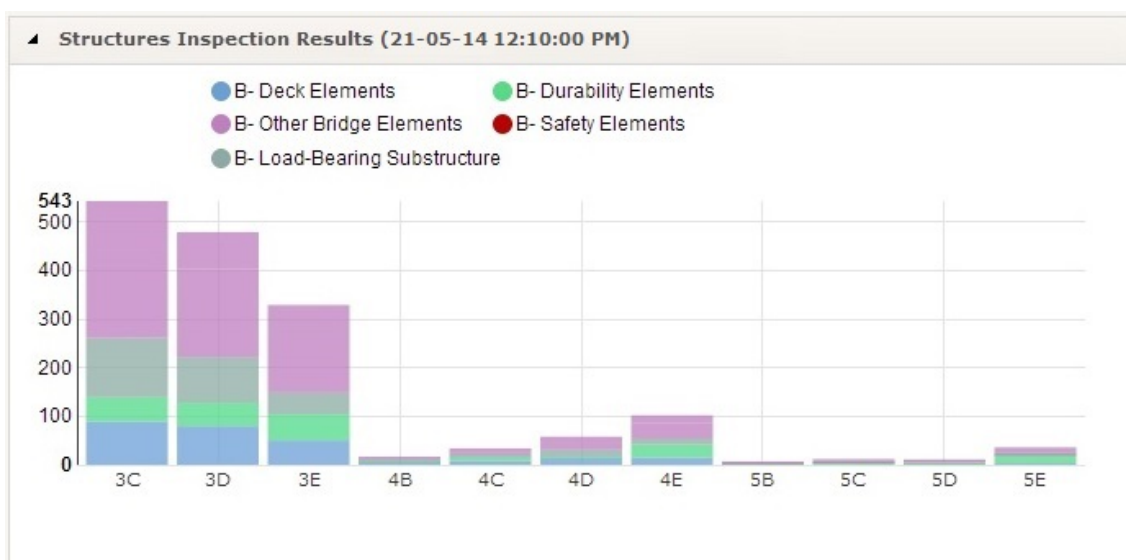 Structures Inspection Results (21-05-14 12:10:00 PM)
B- Deck Elements B- Durability Elements
B- Other Bridge Elements B- Safety Elements
B- Load-Bearing Substructure
543
500
400
300
200
100
0
3C 3D 3E 4B 4C 4D 4E 5B 5C 5D 5E